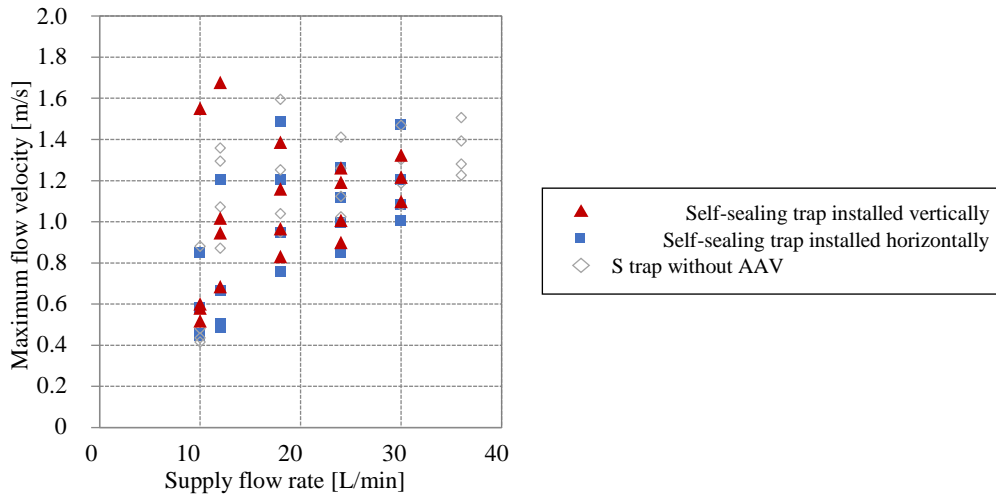 2.0
1.8
1.6
1.4
1.2
1.0
0.8
0.6
0.4
0.2
0
Maximum flow velocity [m/s]
0 10 20 30 40
Supply flow rate [L/min]
Self-sealing trap installed vertically
Self-sealing trap installed horizontally
S trap without AAV